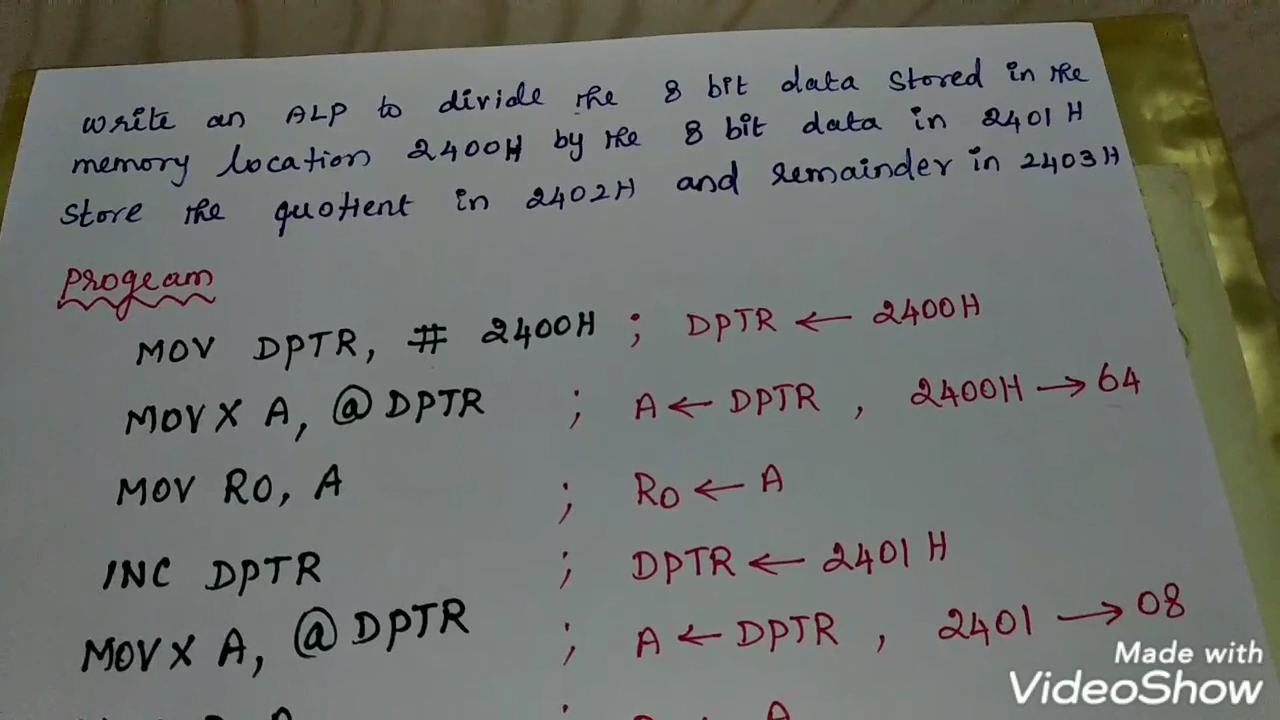 write an ALP to divide the 8 bit data stored in the
memory location 2400H by the 8 bit data in 2401 H
store the quotient in 2402H and remainder in 2403H
Program
MOV DPTR, # 2400H ; DPTR ← 2400H
MOVX A, @DPTR ; A ← DPTR , 2400H → 64
MOV R0, A ; R0 ← A
INC DPTR ; DPTR ← 2401 H
MOVX A, @DPTR ; A ← DPTR , 2401 → 08
Made with
VideoShow